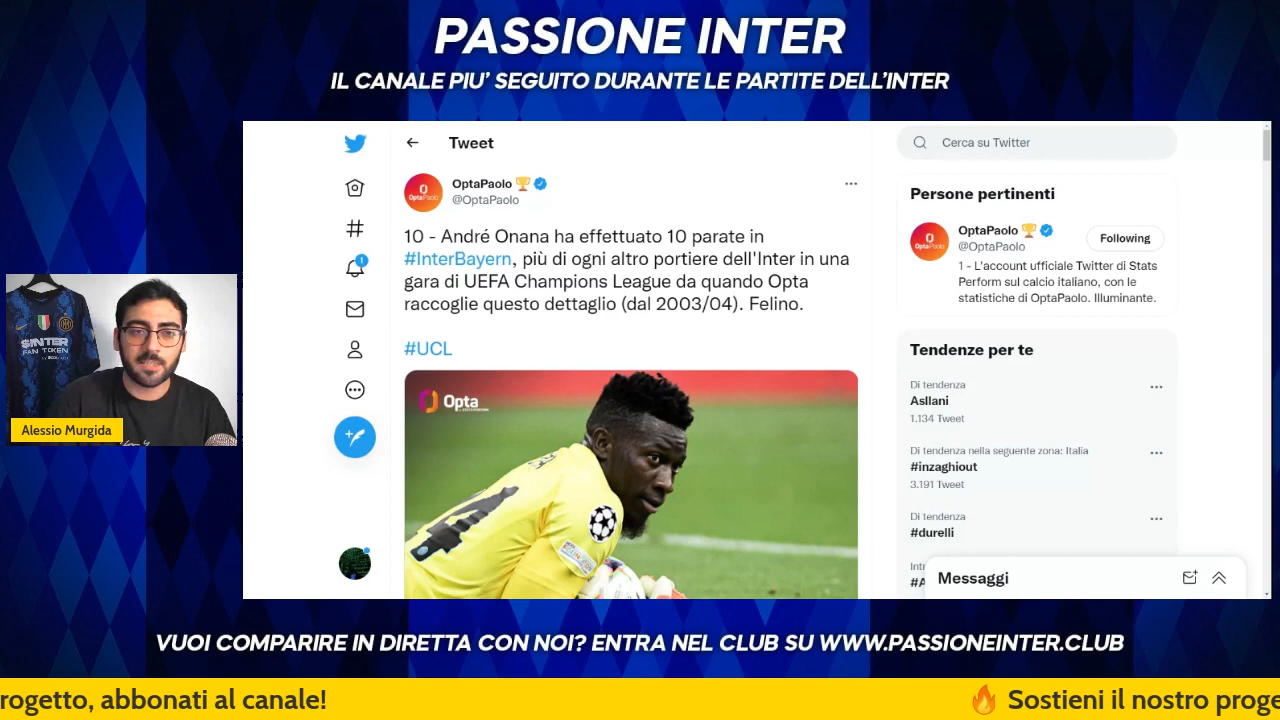 PASSIONE INTER
IL CANALE PIU' SEGUITO DURANTE LE PARTITE DELL'INTER
Tweet
OptaPaolo 🏆
@OptaPaolo
10 - André Onana ha effettuato 10 parate in
#InterBayern, più di ogni altro portiere dell'Inter in una
gara di UEFA Champions League da quando Opta
raccoglie questo dettaglio (dal 2003/04). Felino.
#UCL
Opta
Cerca su Twitter
Persone pertinenti
OptaPaolo 🏆
@OptaPaolo
Following
1 - L'account ufficiale Twitter di Stats
Perform sul calcio italiano, con le
statistiche di OptaPaolo. Illuminante.
Tendenze per te
Di tendenza
Asllani
1.134 Tweet
Di tendenza nella seguente zona: Italia
#inzaghiout
3.191 Tweet
Di tendenza
#durelli
Messaggi
1
$INTER
FAN TOKEN
Alessio Murgida
VUOI COMPARIRE IN DIRETTA CON NOI? ENTRA NEL CLUB SU WWW.PASSIONEINTER.CLUB
rogetto, abbonati al canale!
🔥 Sostieni il nostro proge